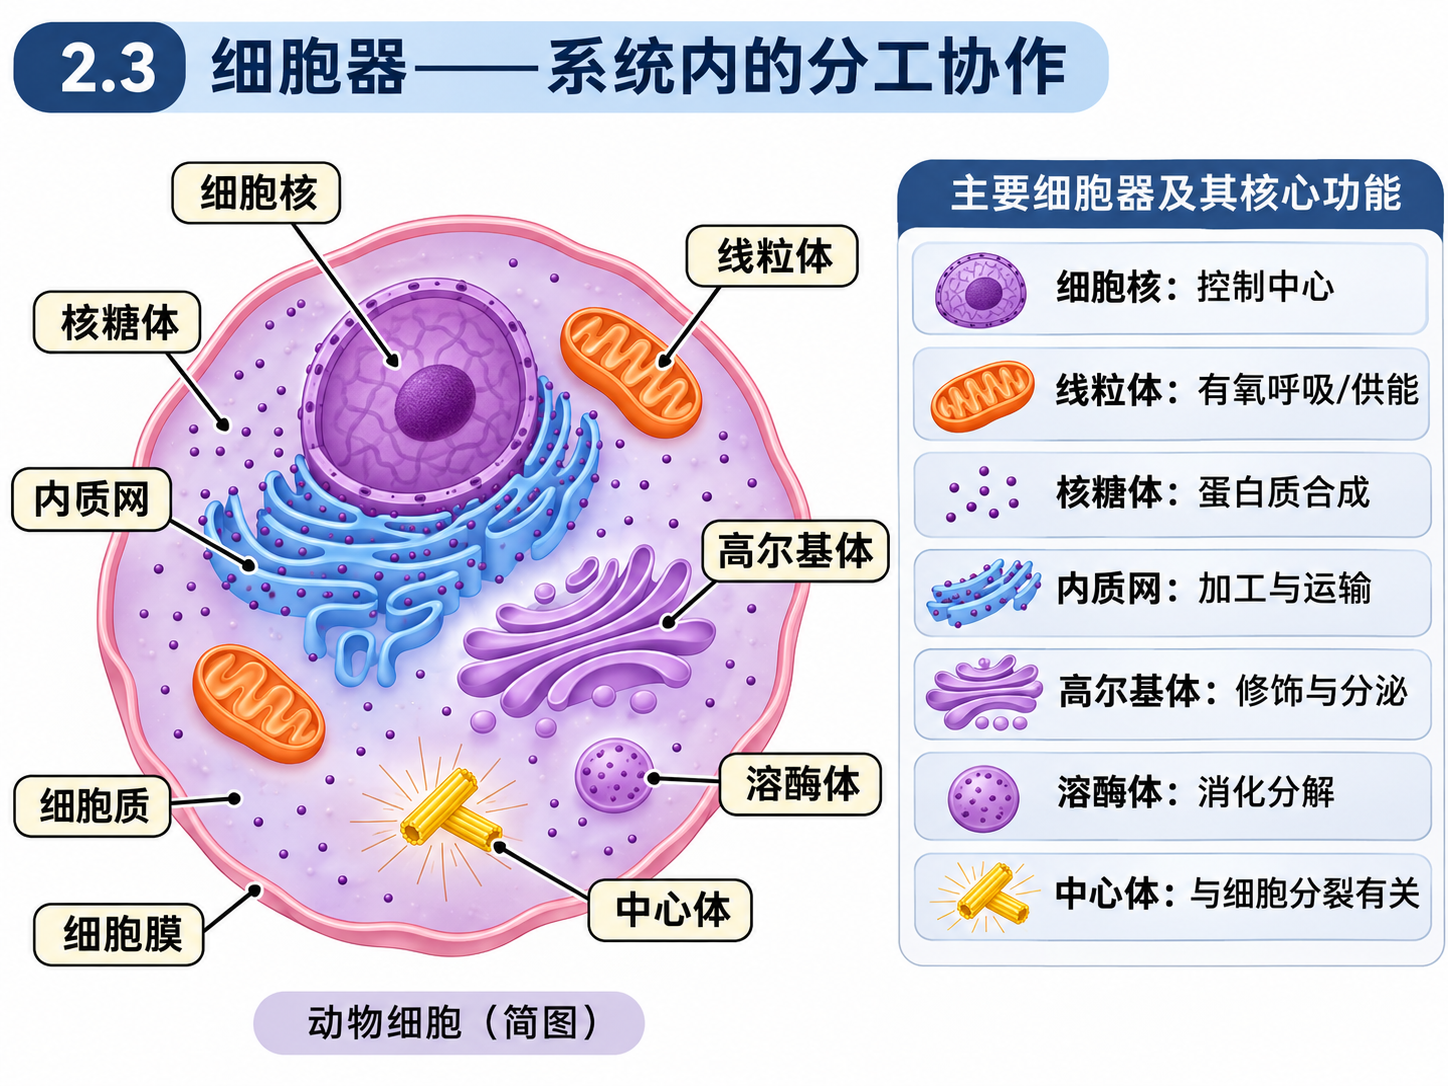 2.3 细胞器——系统内的分工协作
细胞核
线粒体
核糖体
内质网
高尔基体
细胞质
溶酶体
中心体
细胞膜
动物细胞（简图）
主要细胞器及其核心功能
细胞核：控制中心
线粒体：有氧呼吸/供能
核糖体：蛋白质合成
内质网：加工与运输
高尔基体：修饰与分泌
溶酶体：消化分解
中心体：与细胞分裂有关